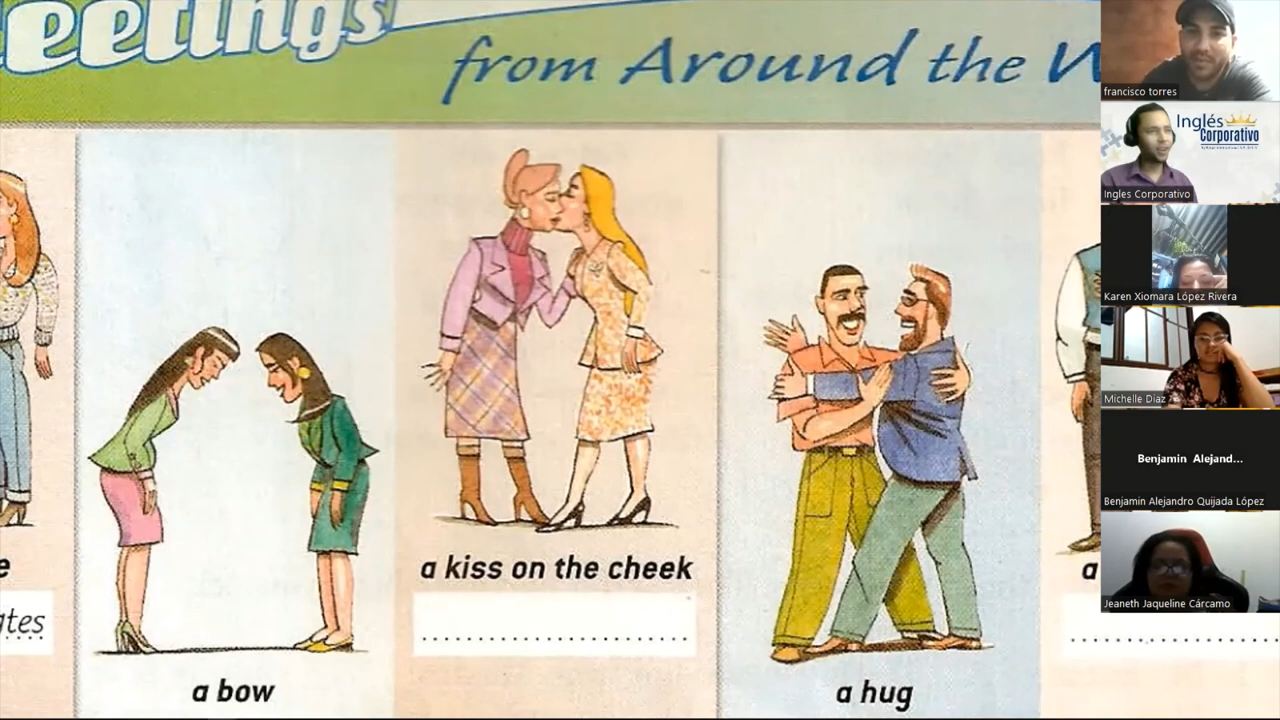 eetings
from Around the W
e
ates
a bow
a kiss on the cheek
a hug
a
francisco torres
Inglés
Corporativo
Ingles Corporativo
Karen Xiomara López Rivera
Michelle Diaz
Benjamin Alejand...
Benjamin Alejandro Quijada López
Jeaneth Jaqueline Cárcamo